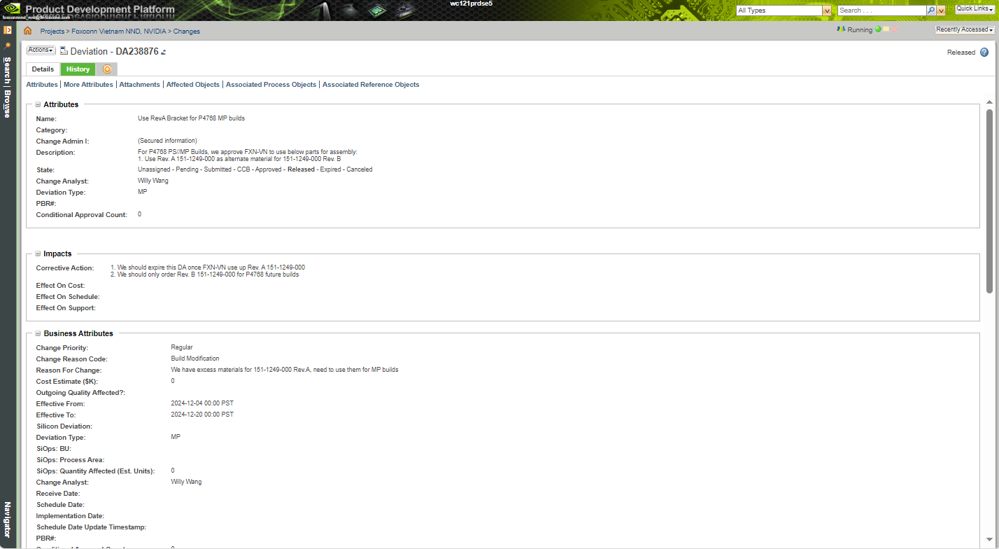 Product Development Platform
wc121prdse5
All Types
Search . . .
Quick Links
foxconnnnd_nvd@fii-foxconn.com
Projects > Foxconn Vietnam NND, NVIDIA > Changes
Running
Recently Accessed
Actions
Deviation - DA238876
Released
Details
History
Search | Browse
Attributes | More Attributes | Attachments | Affected Objects | Associated Process Objects | Associated Reference Objects
Attributes
Name: Use RevA Bracket for P4768 MP builds
Category:
Change Admin I: (Secured information)
Description: For P4768 PS//MP Builds, we approve FXN-VN to use below parts for assembly:
1. Use Rev. A 151-1249-000 as alternate material for 151-1249-000 Rev. B
State: Unassigned - Pending - Submitted - CCB - Approved - Released - Expired - Canceled
Change Analyst: Willy Wang
Deviation Type: MP
PBR#:
Conditional Approval Count: 0
Impacts
Corrective Action: 1. We should expire this DA once FXN-VN use up Rev. A 151-1249-000
2. We should only order Rev. B 151-1249-000 for P4768 future builds
Effect On Cost:
Effect On Schedule:
Effect On Support:
Business Attributes
Change Priority: Regular
Change Reason Code: Build Modification
Reason For Change: We have excess materials for 151-1249-000 Rev.A, need to use them for MP builds
Cost Estimate ($K): 0
Outgoing Quality Affected?:
Effective From: 2024-12-04 00:00 PST
Effective To: 2024-12-20 00:00 PST
Silicon Deviation:
Deviation Type: MP
SiOps: BU:
SiOps: Process Area:
SiOps: Quantity Affected (Est. Units): 0
Change Analyst: Willy Wang
Receive Date:
Schedule Date:
Implementation Date:
Schedule Date Update Timestamp:
PBR#:
Navigator